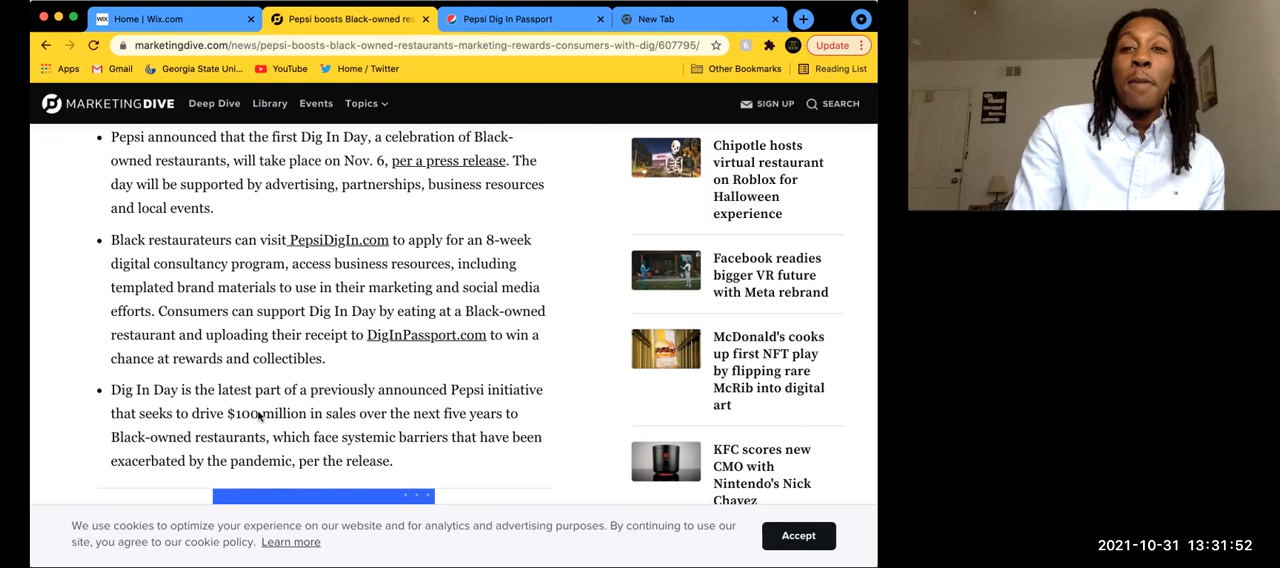 WiX Home | Wix.com
Pepsi boosts Black-owned res
Pepsi Dig In Passport
New Tab
marketingdive.com/news/pepsi-boosts-black-owned-restaurants-marketing-rewards-consumers-with-dig/607795/
Update
Apps Gmail Georgia State Uni... YouTube Home / Twitter Other Bookmarks Reading List
MARKETINGDIVE Deep Dive Library Events Topics SIGN UP SEARCH
• Pepsi announced that the first Dig In Day, a celebration of Black-
owned restaurants, will take place on Nov. 6, per a press release. The
day will be supported by advertising, partnerships, business resources
and local events.
• Black restaurateurs can visit PepsiDigIn.com to apply for an 8-week
digital consultancy program, access business resources, including
templated brand materials to use in their marketing and social media
efforts. Consumers can support Dig In Day by eating at a Black-owned
restaurant and uploading their receipt to DigInPassport.com to win a
chance at rewards and collectibles.
• Dig In Day is the latest part of a previously announced Pepsi initiative
that seeks to drive $100 million in sales over the next five years to
Black-owned restaurants, which face systemic barriers that have been
exacerbated by the pandemic, per the release.
Chipotle hosts
virtual restaurant
on Roblox for
Halloween
experience
Facebook readies
bigger VR future
with Meta rebrand
McDonald's cooks
up first NFT play
by flipping rare
McRib into digital
art
KFC scores new
CMO with
Nintendo's Nick
Chavez
We use cookies to optimize your experience on our website and for analytics and advertising purposes. By continuing to use our
site, you agree to our cookie policy. Learn more
Accept
2021-10-31 13:31:52